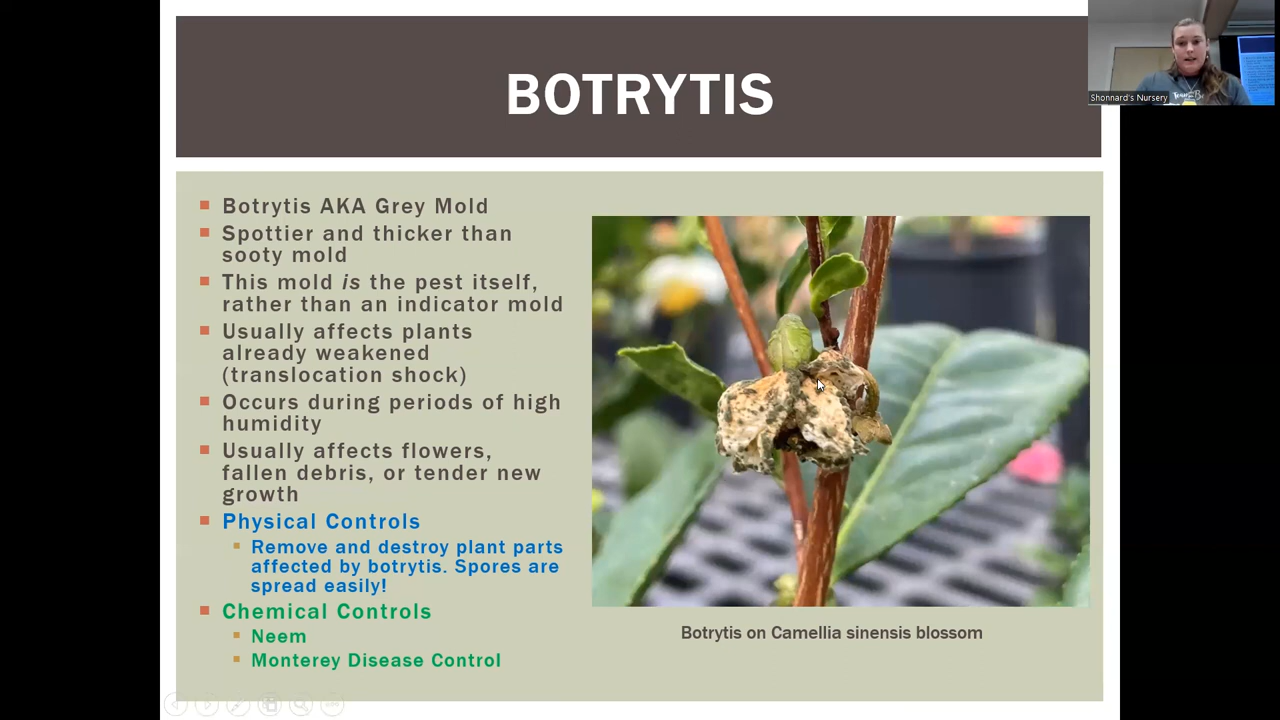 BOTRYTIS
Shonnard's Nursery
Botrytis AKA Grey Mold
Spottier and thicker than
sooty mold
This mold is the pest itself,
rather than an indicator mold
Usually affects plants
already weakened
(translocation shock)
Occurs during periods of high
humidity
Usually affects flowers,
fallen debris, or tender new
growth
Physical Controls
Remove and destroy plant parts
affected by botrytis. Spores are
spread easily!
Chemical Controls
Neem
Monterey Disease Control
Botrytis on Camellia sinensis blossom